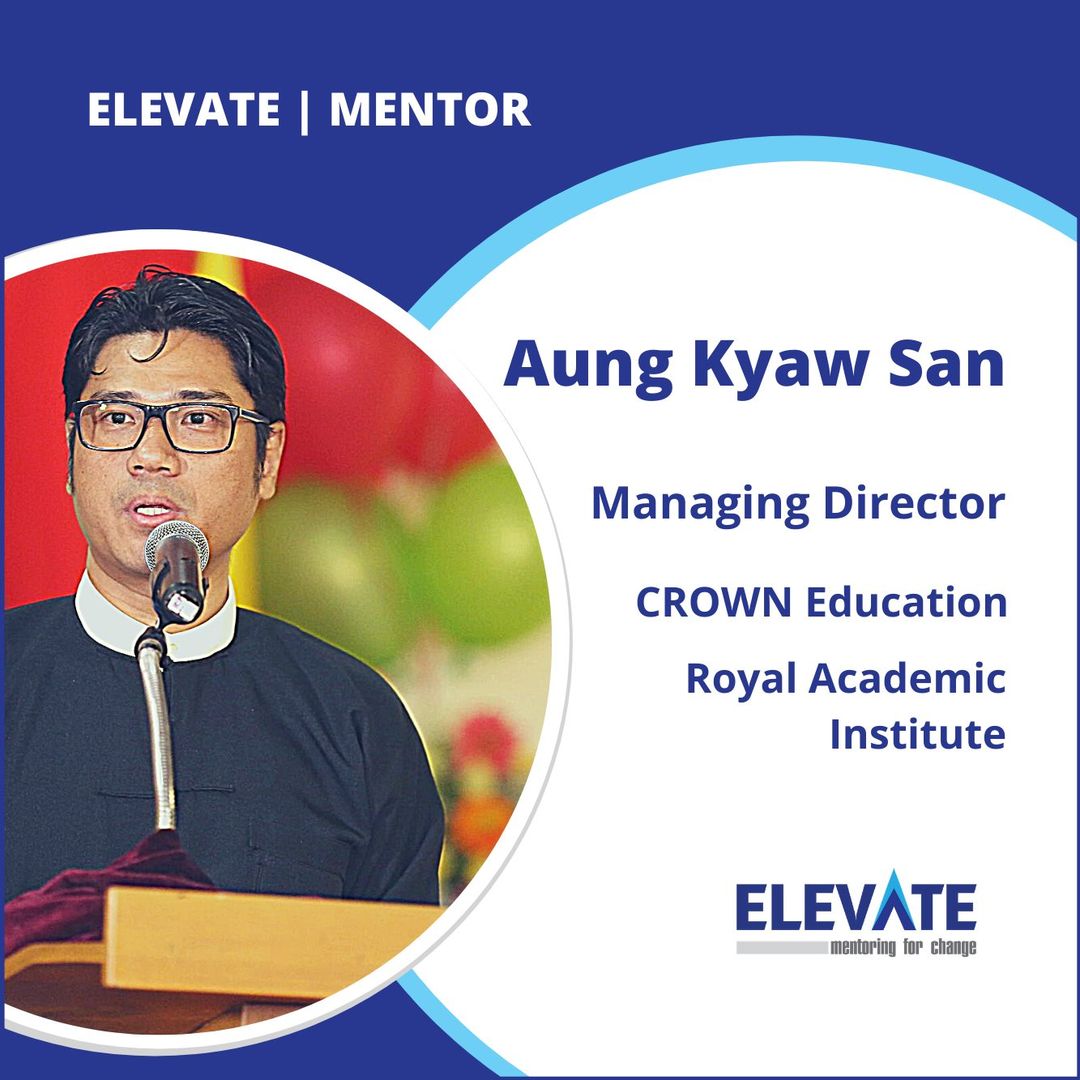 ELEVATE | MENTOR
Aung Kyaw San
Managing Director
CROWN Education
Royal Academic
Institute
ELEVATE
mentoring for change